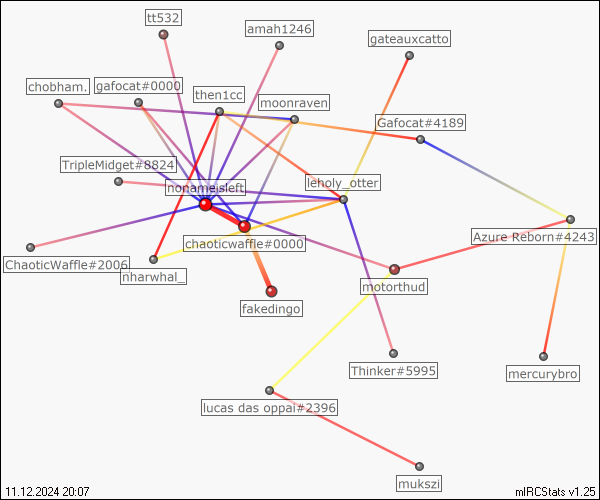 tt532
amah1246
gateauxcatto
chobham.
gafocat#0000
then1cc
moonraven
Gafocat#4189
TripleMidget#8824
nonameisleft
leholy_otter
chaoticwaffle#0000
Azure Reborn#4243
ChaoticWaffle#2006
nharwhal_
motorthud
fakedingo
Thinker#5995
mercurybro
lucas das oppai#2396
mukszi
11.12.2024 20:07
mIRCStats v1.25